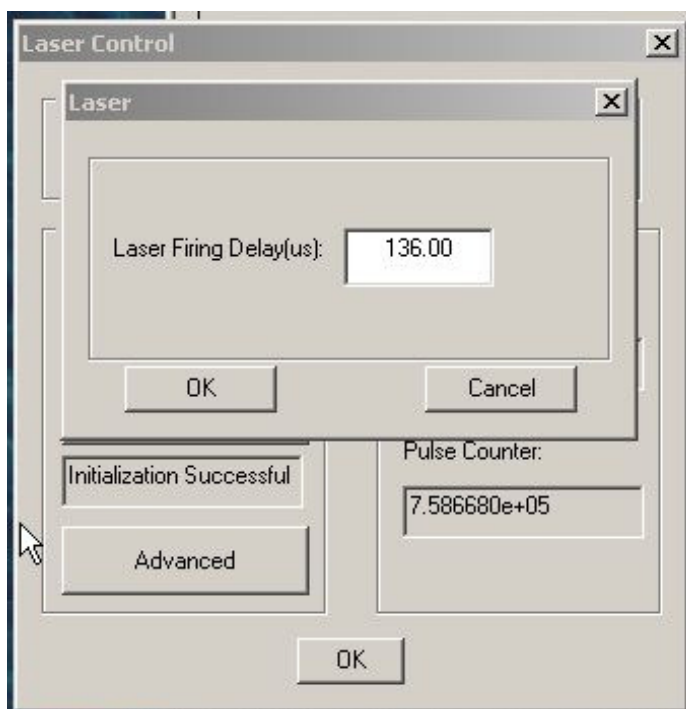 Laser Control
Laser
Laser Firing Delay(us): 136.00
OK Cancel
Pulse Counter:
Initialization Successful
7.586680e+05
Advanced
OK